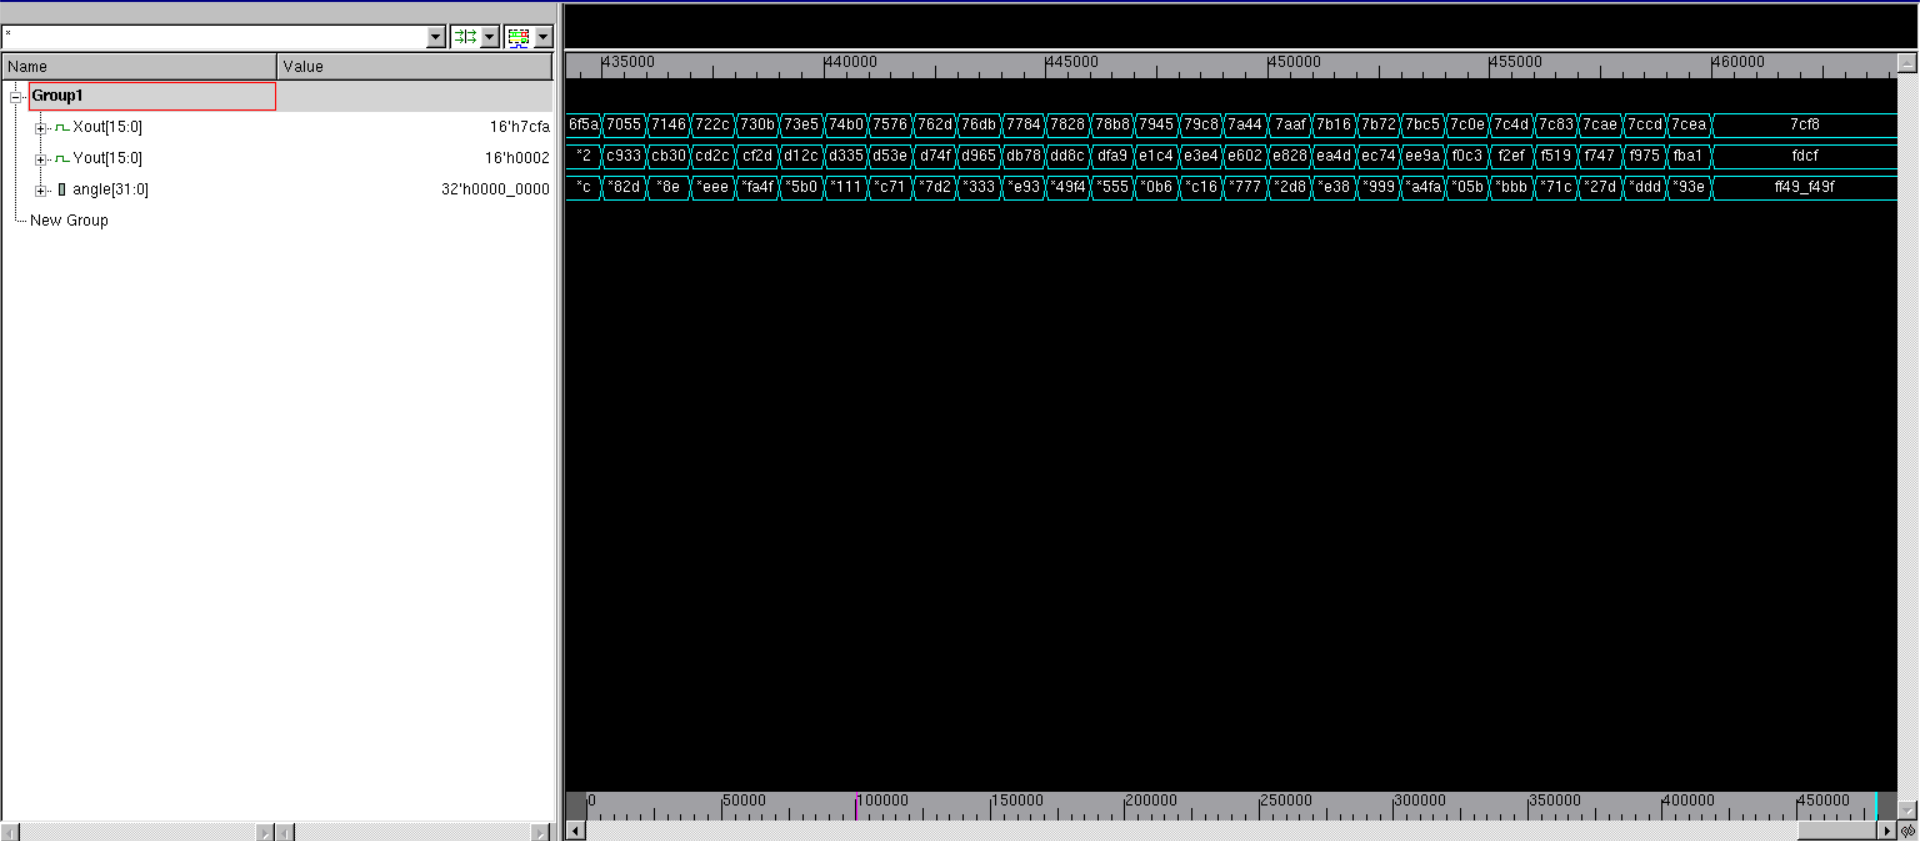 *
Name Value
435000 440000 445000 450000 455000 460000
Group1
Xout[15:0] 16'h7cfa 6f5a 7055 7146 722c 730b 73e5 74b0 7576 762d 76db 7784 7828 78b8 7945 79c8 7a44 7aaf 7b16 7b72 7bc5 7c0e 7c4d 7c83 7cae 7ccd 7cea 7cf8
Yout[15:0] 16'h0002 *2 c933 cb30 cd2c cf2d d12c d335 d53e d74f d965 db78 dd8c dfa9 e1c4 e3e4 e602 e828 ea4d ec74 ee9a f0c3 f2ef f519 f747 f975 fba1 fdcf
angle[31:0] 32'h0000_0000 *c *82d *8e *eee *fa4f *5b0 *111 *c71 *7d2 *333 *e93 *49f4 *555 *0b6 *c16 *777 *2d8 *e38 *999 *a4fa *05b *bbb *71c *27d *ddd *93e ff49_f49f
New Group
0 50000 100000 150000 200000 250000 300000 350000 400000 450000